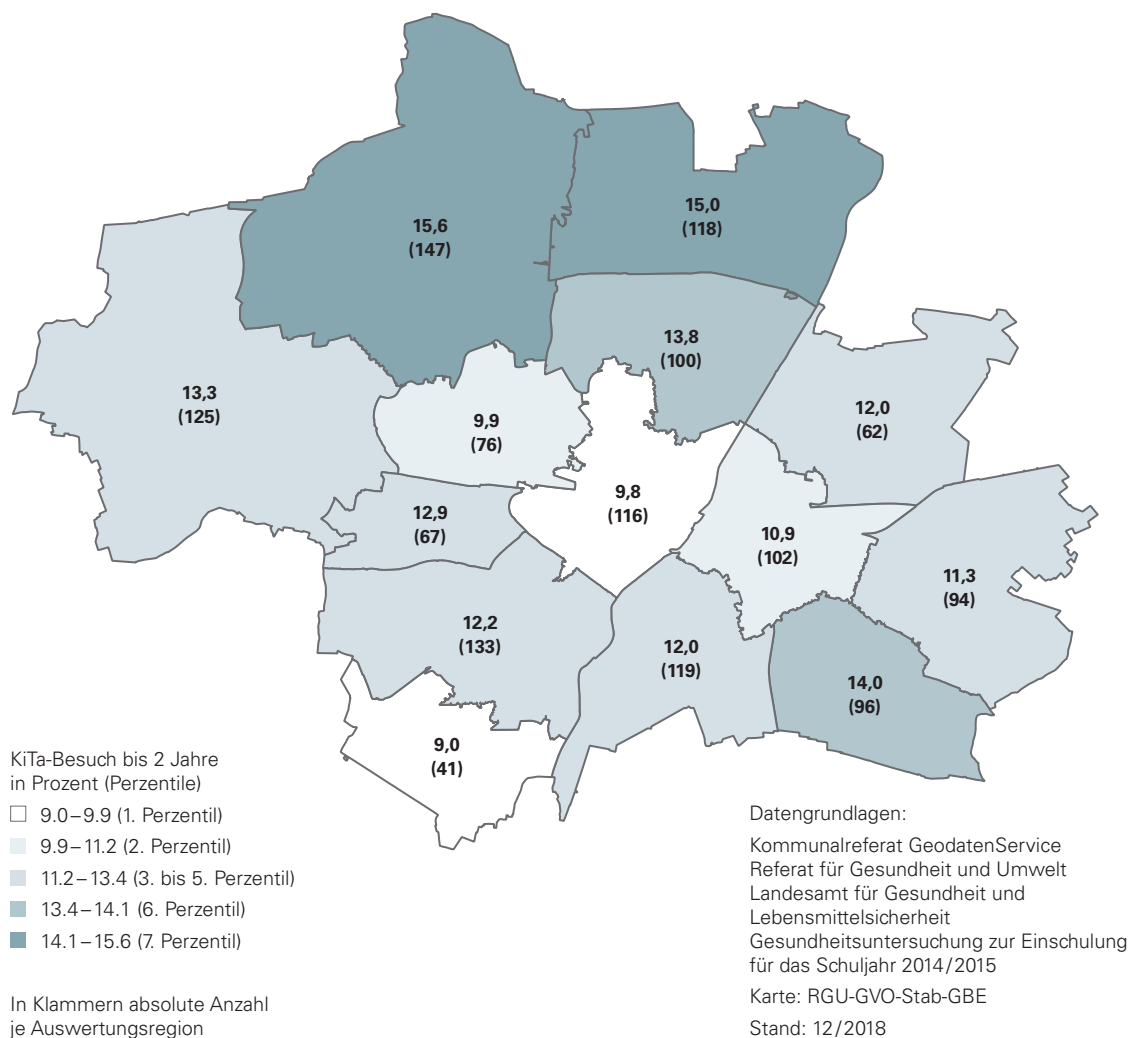 15,6
(147)
15,0
(118)
13,8
(100)
13,3
(125)
9,9
(76)
12,0
(62)
9,8
(116)
12,9
(67)
10,9
(102)
11,3
(94)
12,2
(133)
12,0
(119)
14,0
(96)
9,0
(41)
KiTa-Besuch bis 2 Jahre
in Prozent (Perzentile)
9.0–9.9 (1. Perzentil)
9.9–11.2 (2. Perzentil)
11.2–13.4 (3. bis 5. Perzentil)
13.4–14.1 (6. Perzentil)
14.1–15.6 (7. Perzentil)
In Klammern absolute Anzahl
je Auswertungsregion
Datengrundlagen:
Kommunalreferat GeodatenService
Referat für Gesundheit und Umwelt
Landesamt für Gesundheit und
Lebensmittelsicherheit
Gesundheitsuntersuchung zur Einschulung
für das Schuljahr 2014/2015
Karte: RGU-GVO-Stab-GBE
Stand: 12/2018